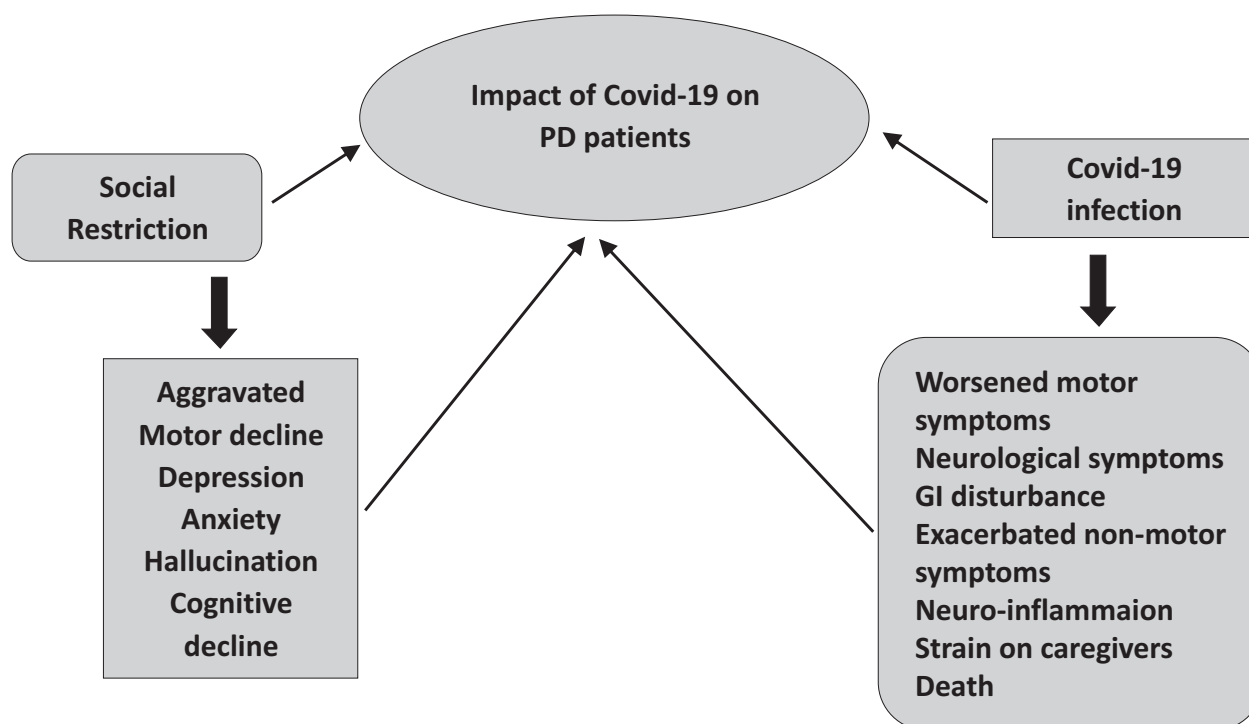 Impact of Covid-19 on
PD patients
Social
Restriction
Covid-19
infection
Aggravated
Motor decline
Depression
Anxiety
Hallucination
Cognitive
decline
Worsened motor
symptoms
Neurological symptoms
GI disturbance
Exacerbated non-motor
symptoms
Neuro-inflammaion
Strain on caregivers
Death